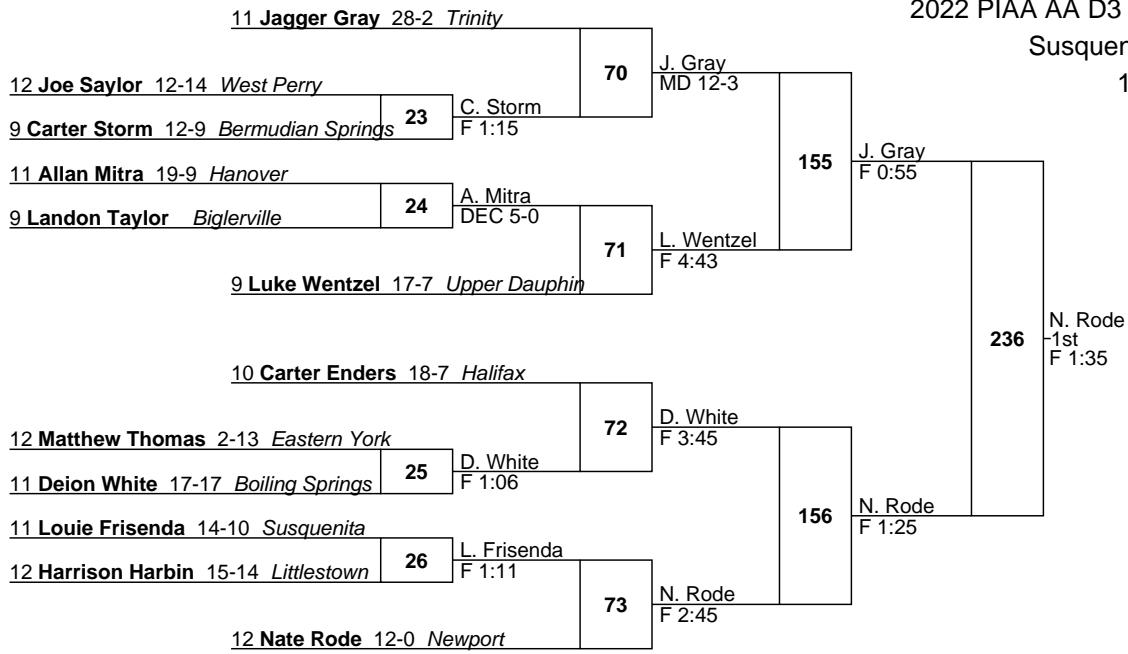 2022 PIAA AA D3
11 Jagger Gray 28-2 Trinity
70
J. Gray
MD 12-3
12 Joe Saylor 12-14 West Perry
23
C. Storm
F 1:15
9 Carter Storm 12-9 Bermudian Springs
155
J. Gray
F 0:55
11 Allan Mitra 19-9 Hanover
24
A. Mitra
DEC 5-0
9 Landon Taylor Biglerville
71
L. Wentzel
F 4:43
9 Luke Wentzel 17-7 Upper Dauphin
236
N. Rode
1st
F 1:35
10 Carter Enders 18-7 Halifax
72
D. White
F 3:45
12 Matthew Thomas 2-13 Eastern York
25
D. White
F 1:06
11 Deion White 17-17 Boiling Springs
156
N. Rode
F 1:25
11 Louie Frisenda 14-10 Susquenita
26
L. Frisenda
F 1:11
12 Harrison Harbin 15-14 Littlestown
73
N. Rode
F 2:45
12 Nate Rode 12-0 Newport